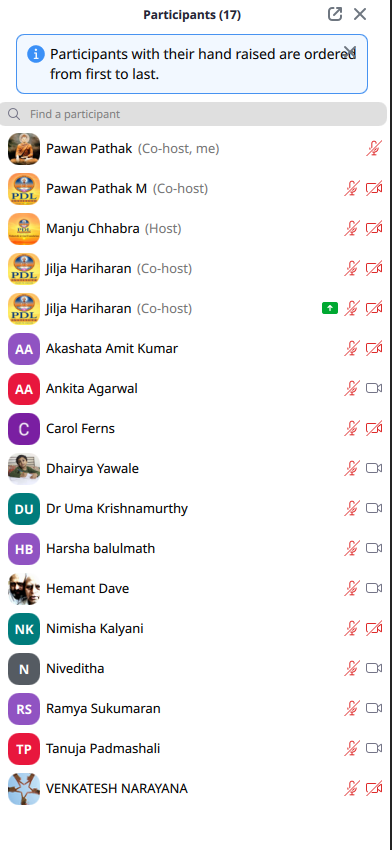 Participants (17)
Participants with their hand raised are ordered
from first to last.
Find a participant
Pawan Pathak (Co-host, me)
PDL Pawan Pathak M (Co-host)
Manju Chhabra (Host)
PDL Jilja Hariharan (Co-host)
PDL Jilja Hariharan (Co-host)
AA Akashata Amit Kumar
AA Ankita Agarwal
C Carol Ferns
Dhairya Yawale
DU Dr Uma Krishnamurthy
HB Harsha balulmath
Hemant Dave
NK Nimisha Kalyani
N Niveditha
RS Ramya Sukumaran
TP Tanuja Padmashali
VENKATESH NARAYANA